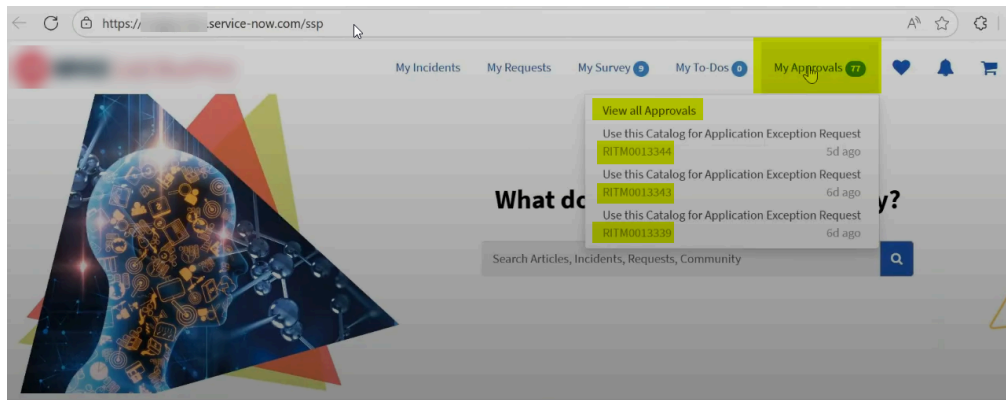 https:// .service-now.com/ssp
My Incidents My Requests My Survey 9 My To-Dos 0 My Approvals 77
View all Approvals
Use this Catalog for Application Exception Request
RITM0013344 5d ago
Use this Catalog for Application Exception Request
RITM0013343 6d ago
Use this Catalog for Application Exception Request
RITM0013339 6d ago
What do y?
Search Articles, Incidents, Requests, Community